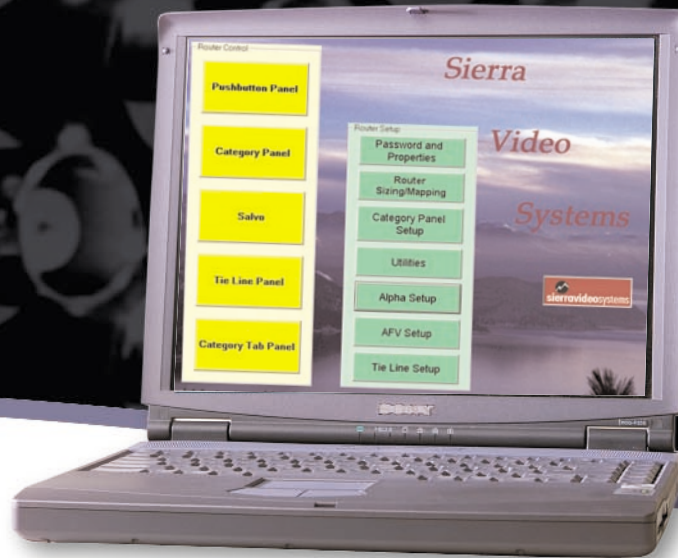 Router Control
Pushbutton Panel
Category Panel
Salvo
Tie Line Panel
Category Tab Panel
Router Setup
Password and
Properties
Router
Sizing/Mapping
Category Panel
Setup
Utilities
Alpha Setup
AFV Setup
Tie Line Setup
Sierra
Video
Systems
sierravideosystems